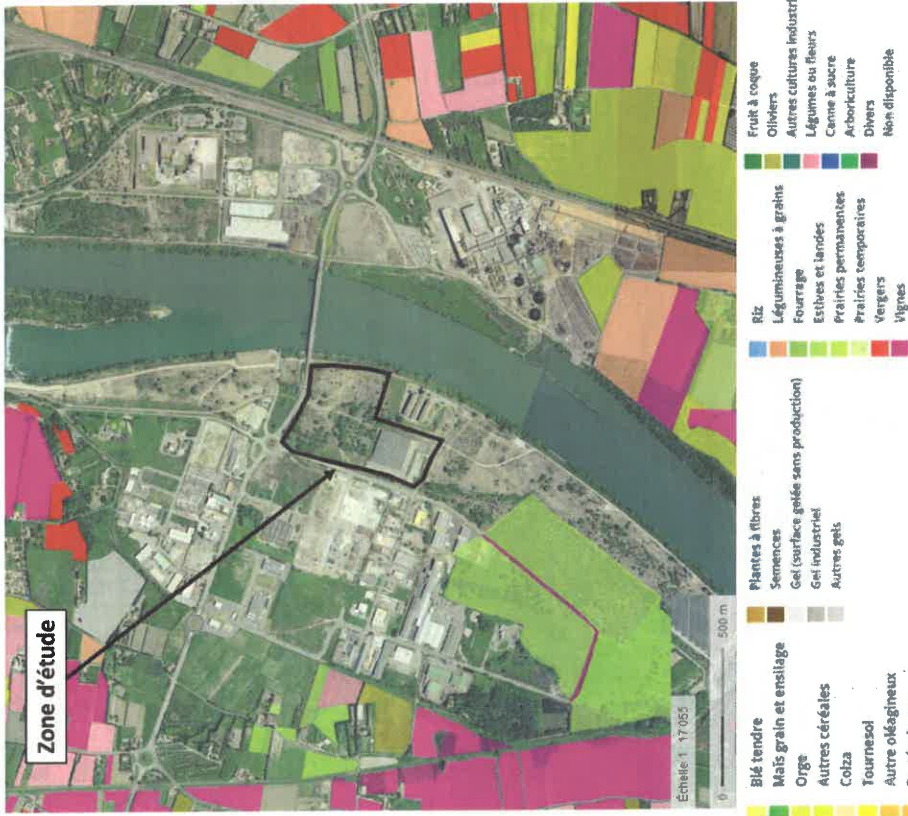 Zone d'étude
Échelle 1 : 17 055
0 500 m
Blé tendre
Maïs grain et ensilage
Orge
Autres céréales
Colza
Tournesol
Autre oléagineux
Plantes à fibres
Semences
Gel (surface gelée sans production)
Gel industriel
Autres gels
Riz
Légumineuses à grains
Fourrage
Estives et landes
Prairies permanentes
Prairies temporaires
Vergers
Vignes
Fruit à coque
Oliviers
Autres cultures industri
Légumes ou fleurs
Canne à sucre
Arboriculture
Divers
Non disponible